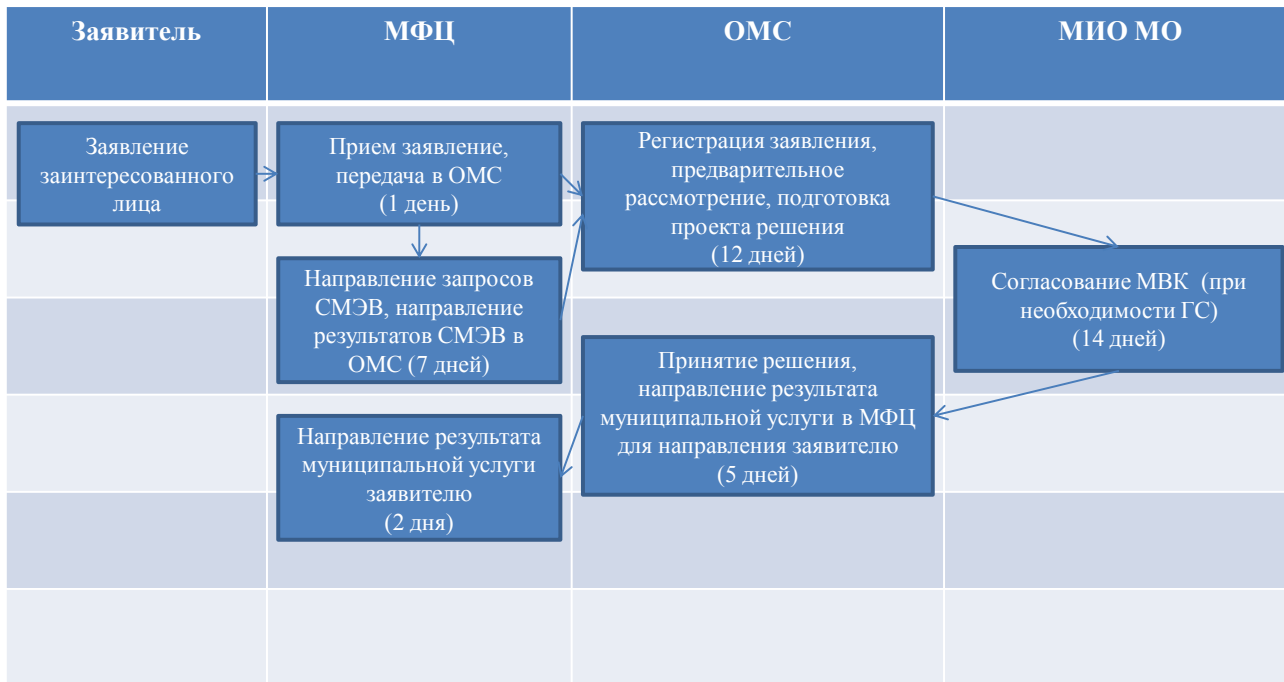 Заявитель
МФЦ
ОМС
МИО МО
Заявление
заинтересованного
лица
Прием заявление,
передача в ОМС
(1 день)
Регистрация заявления,
предварительное
рассмотрение, подготовка
проекта решения
(12 дней)
Направление запросов
СМЭВ, направление
результатов СМЭВ в
ОМС (7 дней)
Согласование МВК (при
необходимости ГС)
(14 дней)
Принятие решения,
направление результата
муниципальной услуги в МФЦ
для направления заявителю
(5 дней)
Направление результата
муниципальной услуги
заявителю
(2 дня)